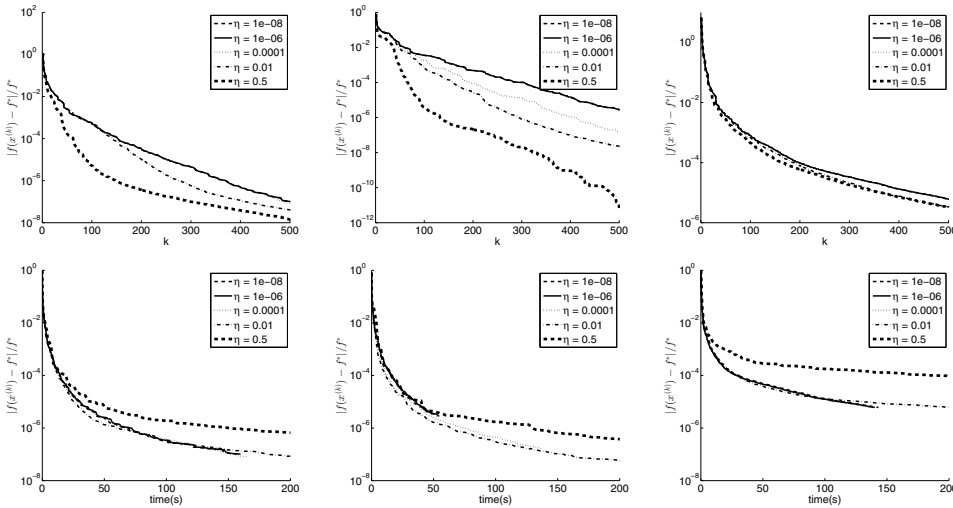 10^2
10^0
10^-2
10^-4
10^-6
10^-8
|f(x^(k)) − f*|/f*
0
100
200
300
400
500
k
η = 1e−08
η = 1e−06
η = 0.0001
η = 0.01
η = 0.5
10^0
10^-2
10^-4
10^-6
10^-8
10^-10
10^-12
|f(x^(k)) − f*|/f*
0
100
200
300
400
500
k
η = 1e−08
η = 1e−06
η = 0.0001
η = 0.01
η = 0.5
10^0
10^-2
10^-4
10^-6
|f(x^(k)) − f*|/f*
0
100
200
300
400
500
k
η = 1e−08
η = 1e−06
η = 0.0001
η = 0.01
η = 0.5
10^0
10^-2
10^-4
10^-6
10^-8
|f(x^(k)) − f*|/f*
0
50
100
150
200
time(s)
η = 1e−08
η = 1e−06
η = 0.0001
η = 0.01
η = 0.5
10^0
10^-2
10^-4
10^-6
10^-8
|f(x^(k)) − f*|/f*
0
50
100
150
200
time(s)
η = 1e−08
η = 1e−06
η = 0.0001
η = 0.01
η = 0.5
10^0
10^-2
10^-4
10^-6
10^-8
|f(x^(k)) − f*|/f*
0
50
100
150
200
time(s)
η = 1e−08
η = 1e−06
η = 0.0001
η = 0.01
η = 0.5